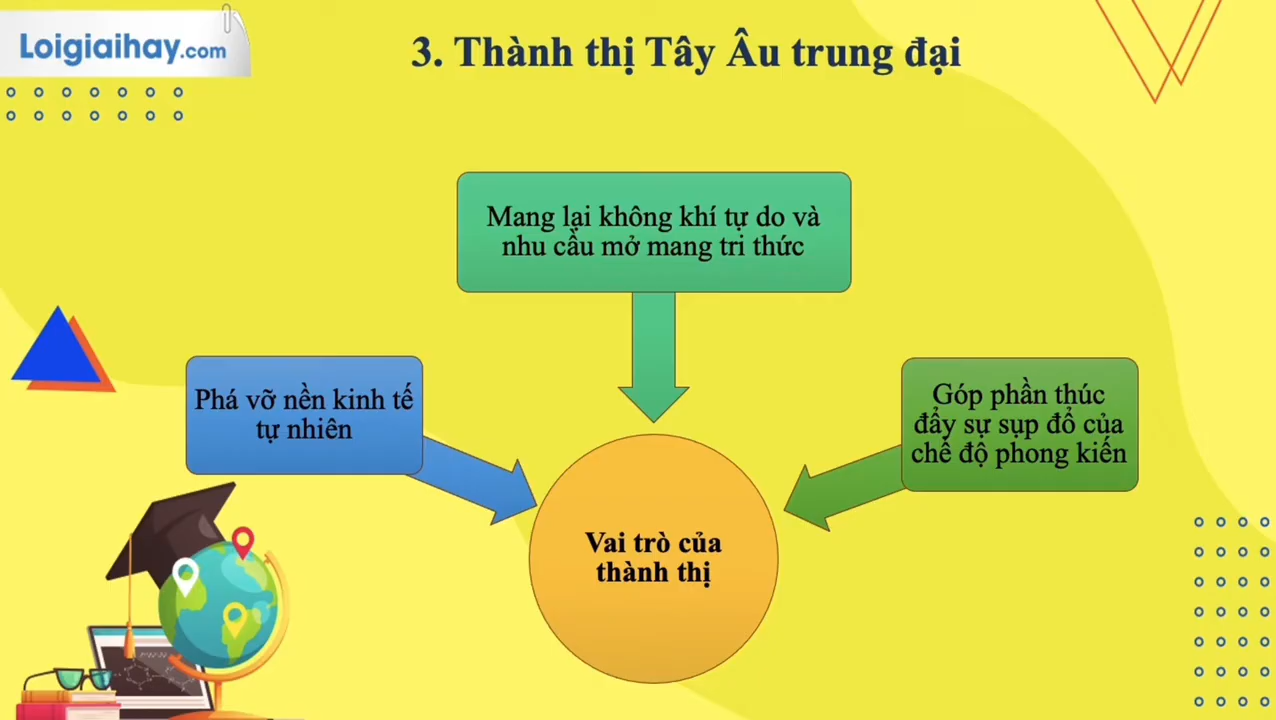 Loigiaihay.com
3. Thành thị Tây Âu trung đại
Mang lại không khí tự do và
nhu cầu mở mang tri thức
Phá vỡ nền kinh tế
tự nhiên
Góp phần thúc
đẩy sự sụp đổ của
chế độ phong kiến
Vai trò của
thành thị